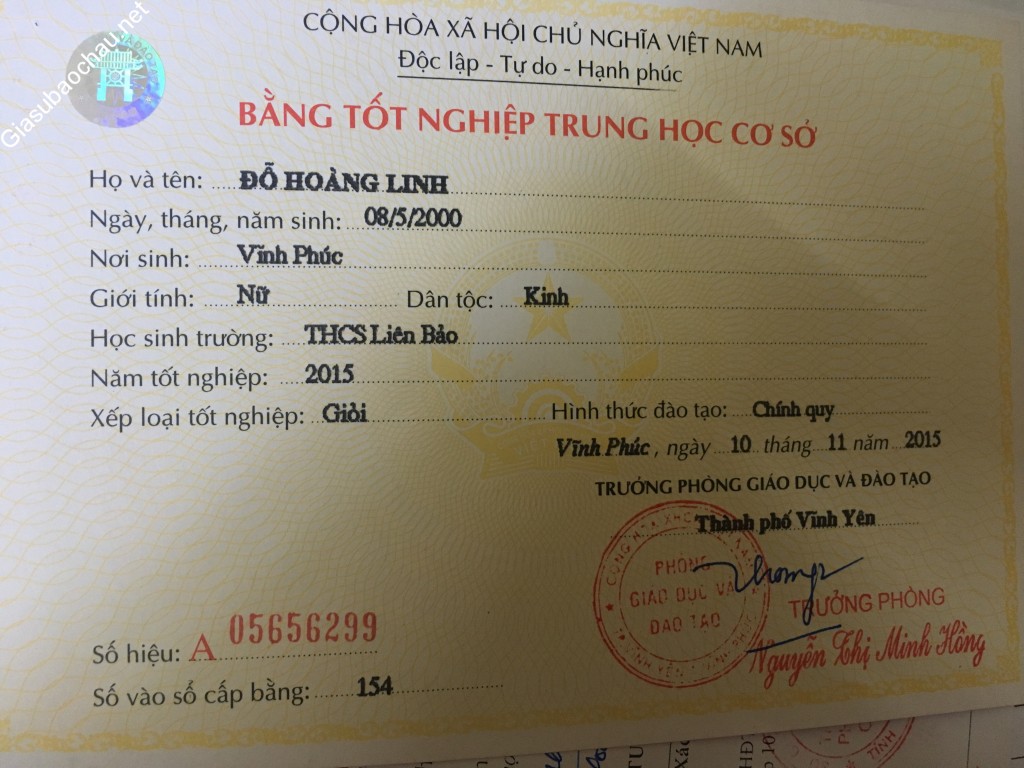 Giasubaochau.net
CỘNG HÒA XÃ HỘI CHỦ NGHĨA VIỆT NAM
Độc lập - Tự do - Hạnh phúc
BẰNG TỐT NGHIỆP TRUNG HỌC CƠ SỞ
Họ và tên: ĐỖ HOÀNG LINH
Ngày, tháng, năm sinh: 08/5/2000
Nơi sinh: Vĩnh Phúc
Giới tính: Nữ Dân tộc: Kinh
Học sinh trường: THCS Liên Bảo
Năm tốt nghiệp: 2015
Xếp loại tốt nghiệp: Giỏi Hình thức đào tạo: Chính quy
Vĩnh Phúc, ngày 10 tháng 11 năm 2015
TRƯỞNG PHÒNG GIÁO DỤC VÀ ĐÀO TẠO
Thành phố Vĩnh Yên
PHÒNG
GIÁO DỤC VÀ
ĐÀO TẠO
TRƯỞNG PHÒNG
Nguyễn Thị Minh Hồng
Số hiệu: A 05656299
Số vào sổ cấp bằng: 154